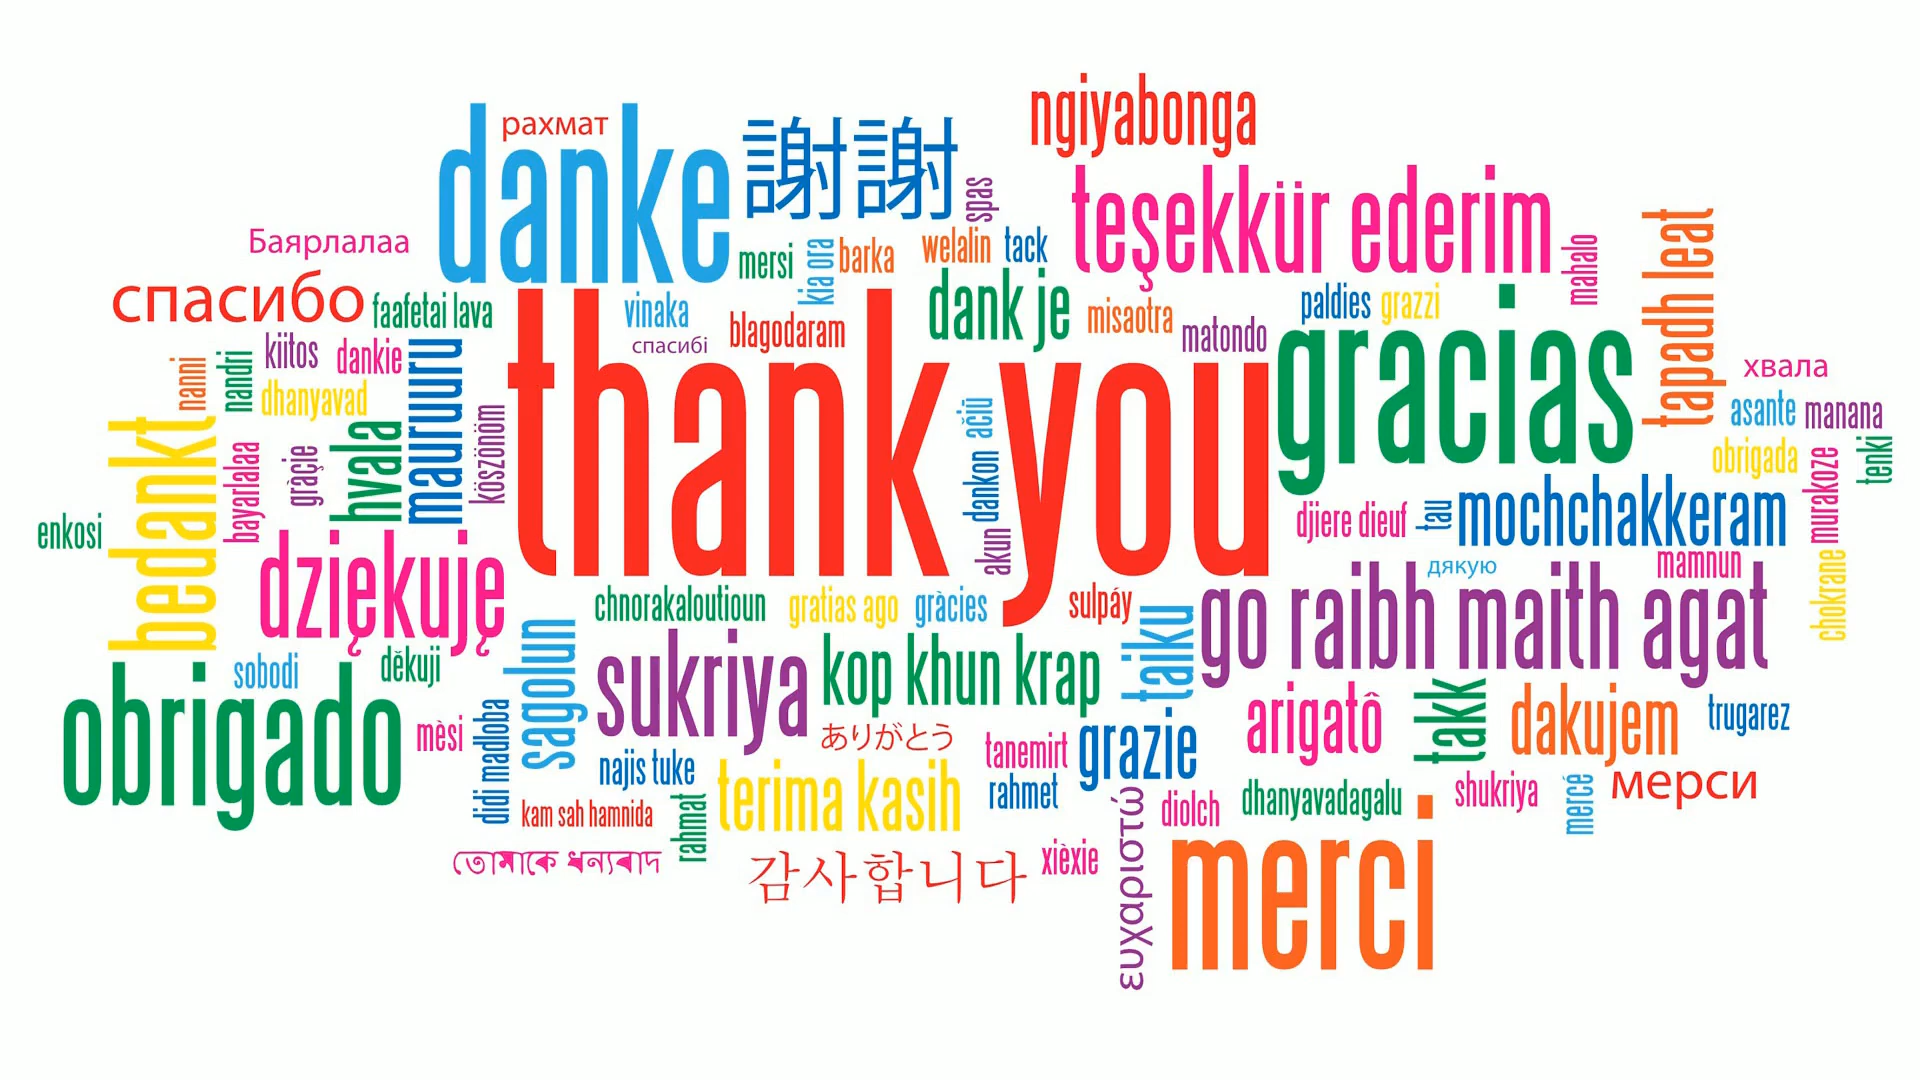 ngiyabonga
danke
рахмат
謝謝
teşekkür ederim
spas
Баярлалаа
mersi
kia ora
barka
welalin
tack
mahalo
tapadh leat
спасибо
faafetai lava
vinaka
спасибі
blagodaram
dank je
misaotra
matondo
paldies
grazzi
gracias
thank you
nanni
nandri
kiitos
dankie
mauruuru
dhanyavad
хвала
asante
manana
bedankt
bayarlalaa
gràçie
hvala
köszönöm
ačiū
dankon
akun
obrigada
murakoze
tenki
enkosi
dziękuję
djiere dieuf
tau
mochchakkeram
mamnun
дякую
chokrane
chnorakaloutioun
gratias ago
gràcies
sulpáy
taiku
go raibh maith agat
sobodi
děkuji
sagolun
sukriya
kop khun krap
obrigado
mèsi
didi madloba
ありがとう
tanemirt
grazie
arigatô
takk
dakujem
trugarez
najis tuke
terima kasih
rahmet
kam sah hamnida
rahmat
diolch
dhanyavadagalu
shukriya
mercé
мерси
তোমাকে ধন্যবাদ
감사합니다
xièxie
ευχαριστώ
merci